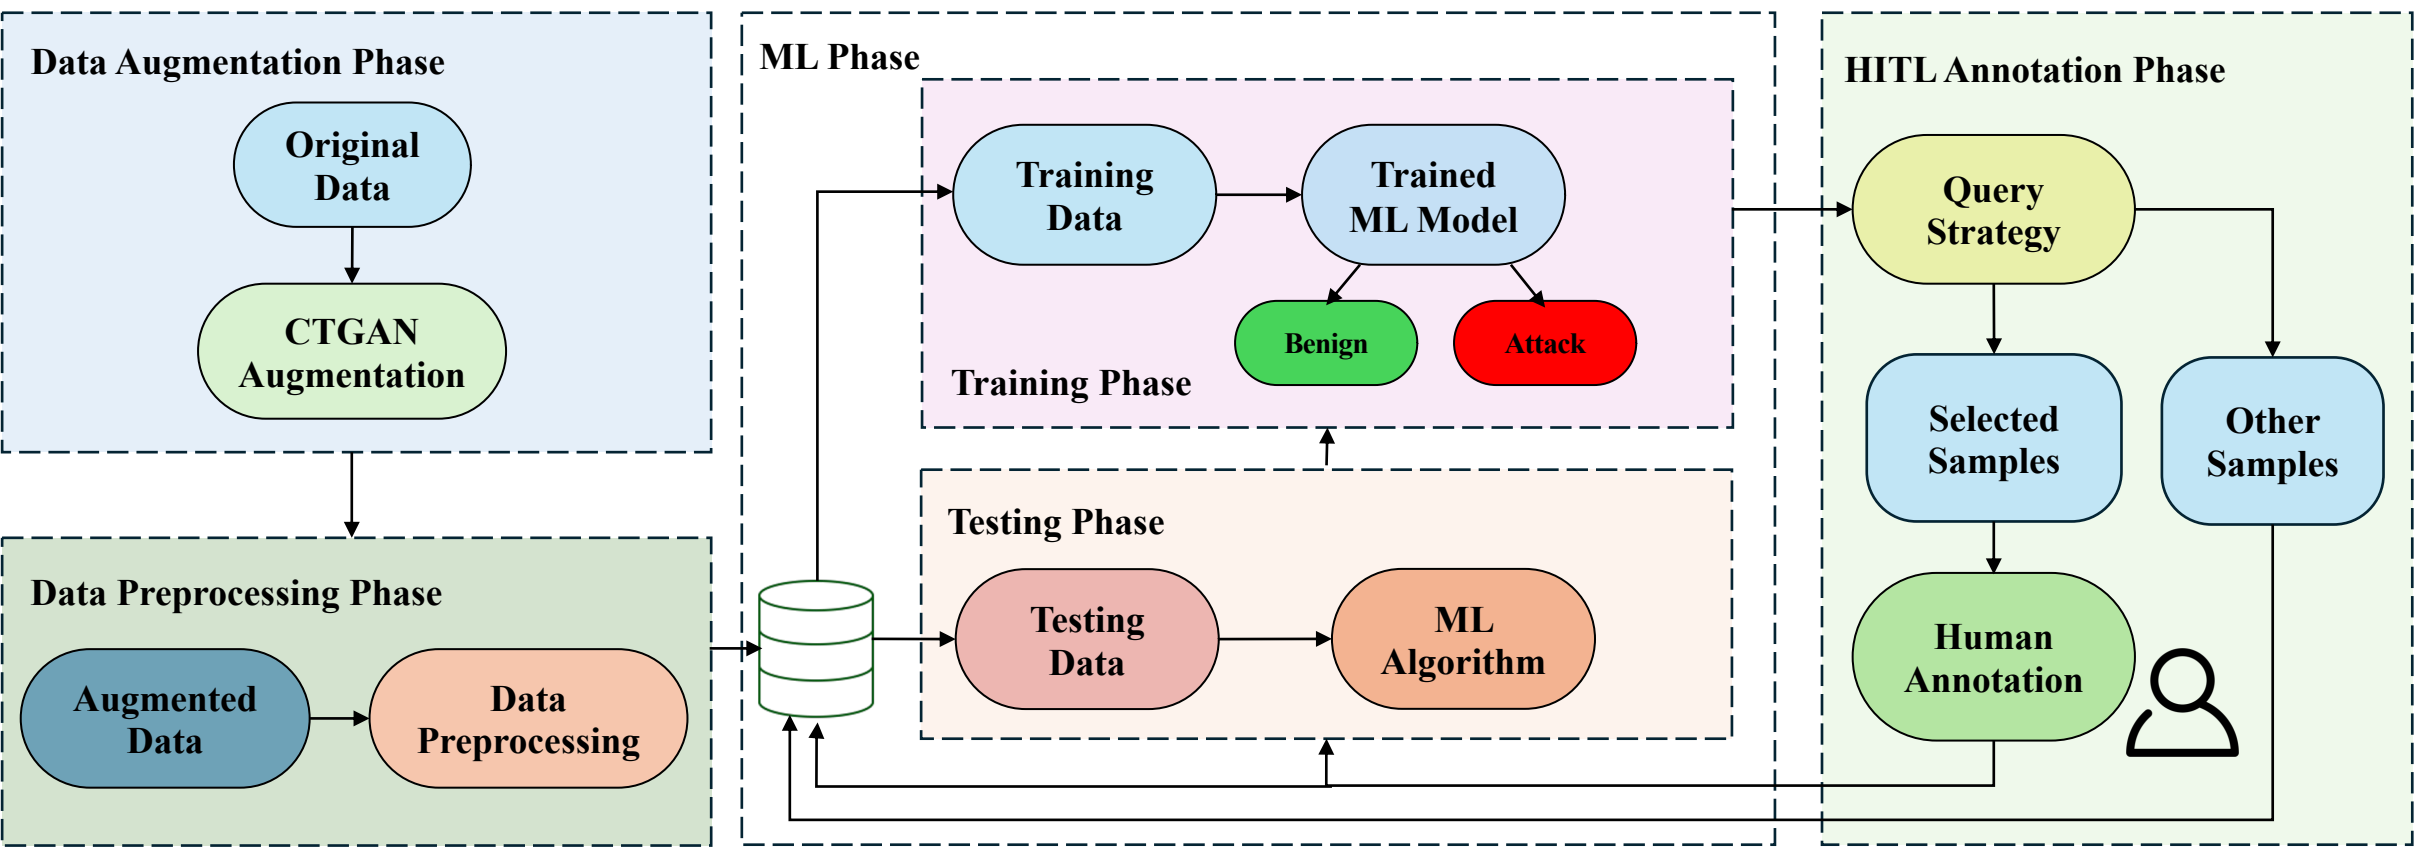 Data Augmentation Phase
Original
Data
CTGAN
Augmentation
Data Preprocessing Phase
Augmented
Data
Data
Preprocessing
ML Phase
Training
Data
Trained
ML Model
Benign
Attack
Training Phase
Testing Phase
Testing
Data
ML
Algorithm
HITL Annotation Phase
Query
Strategy
Selected
Samples
Other
Samples
Human
Annotation